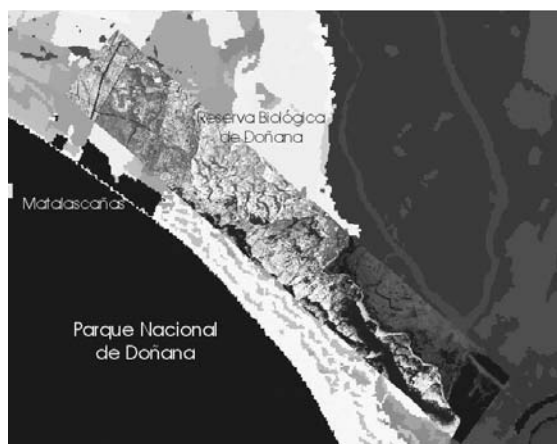 Reserva Biológica
de Doñana
Matalascañas
Parque Nacional
de Doñana